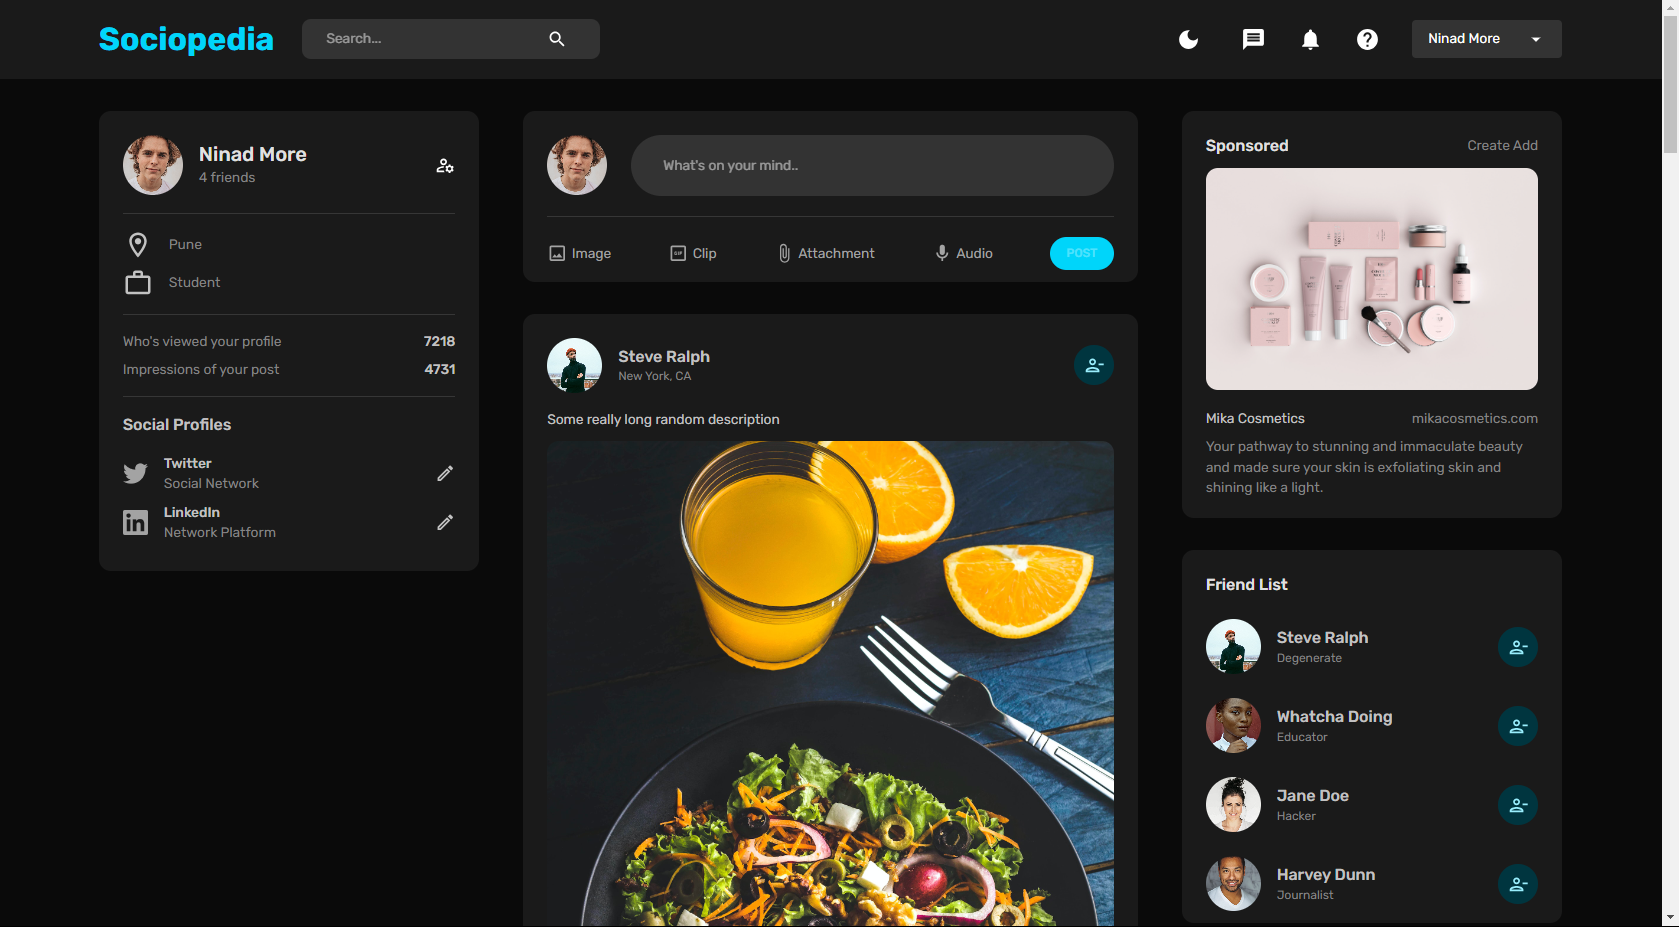 Sociopedia
Search...
Ninad More
Ninad More
4 friends
Pune
Student
Who's viewed your profile 7218
Impressions of your post 4731
Social Profiles
Twitter
Social Network
LinkedIn
Network Platform
What's on your mind..
Image Clip Attachment Audio POST
Steve Ralph
New York, CA
Some really long random description
Sponsored Create Add
Mika Cosmetics mikacosmetics.com
Your pathway to stunning and immaculate beauty
and made sure your skin is exfoliating skin and
shining like a light.
Friend List
Steve Ralph
Degenerate
Whatcha Doing
Educator
Jane Doe
Hacker
Harvey Dunn
Journalist